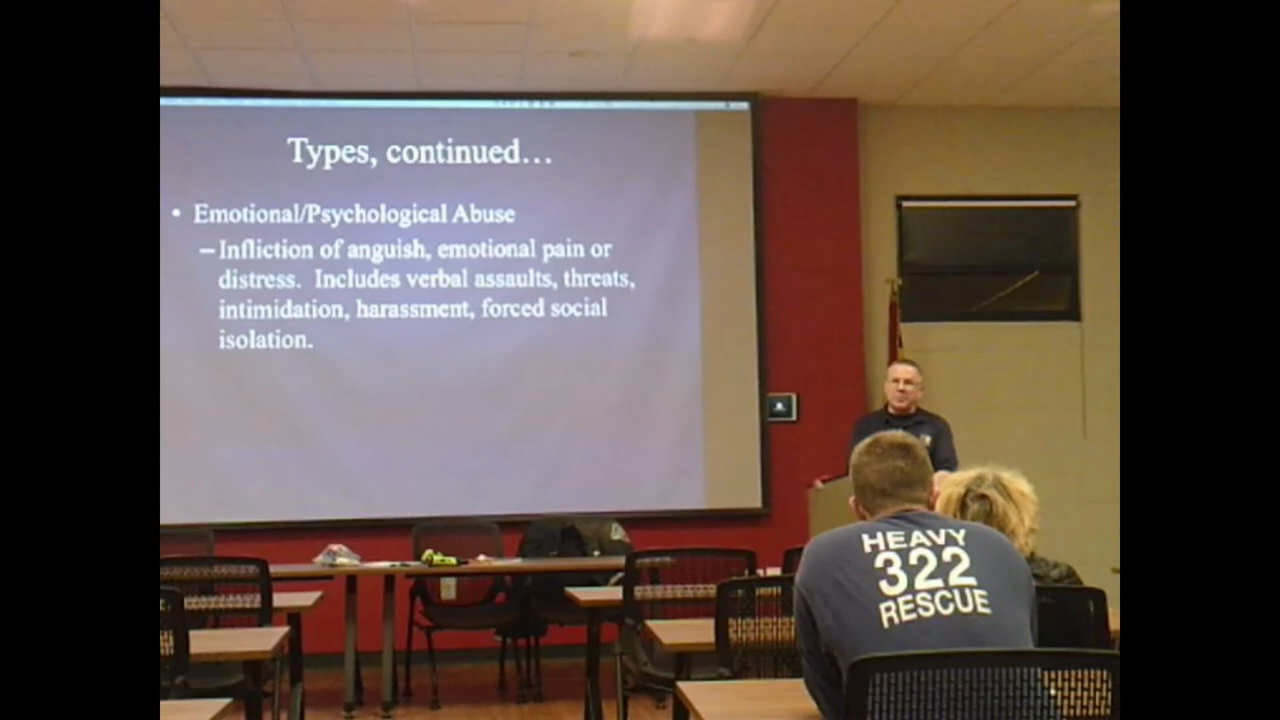 Types, continued…
• Emotional/Psychological Abuse
– Infliction of anguish, emotional pain or
distress.  Includes verbal assaults, threats,
intimidation, harassment, forced social
isolation.
HEAVY
322
RESCUE